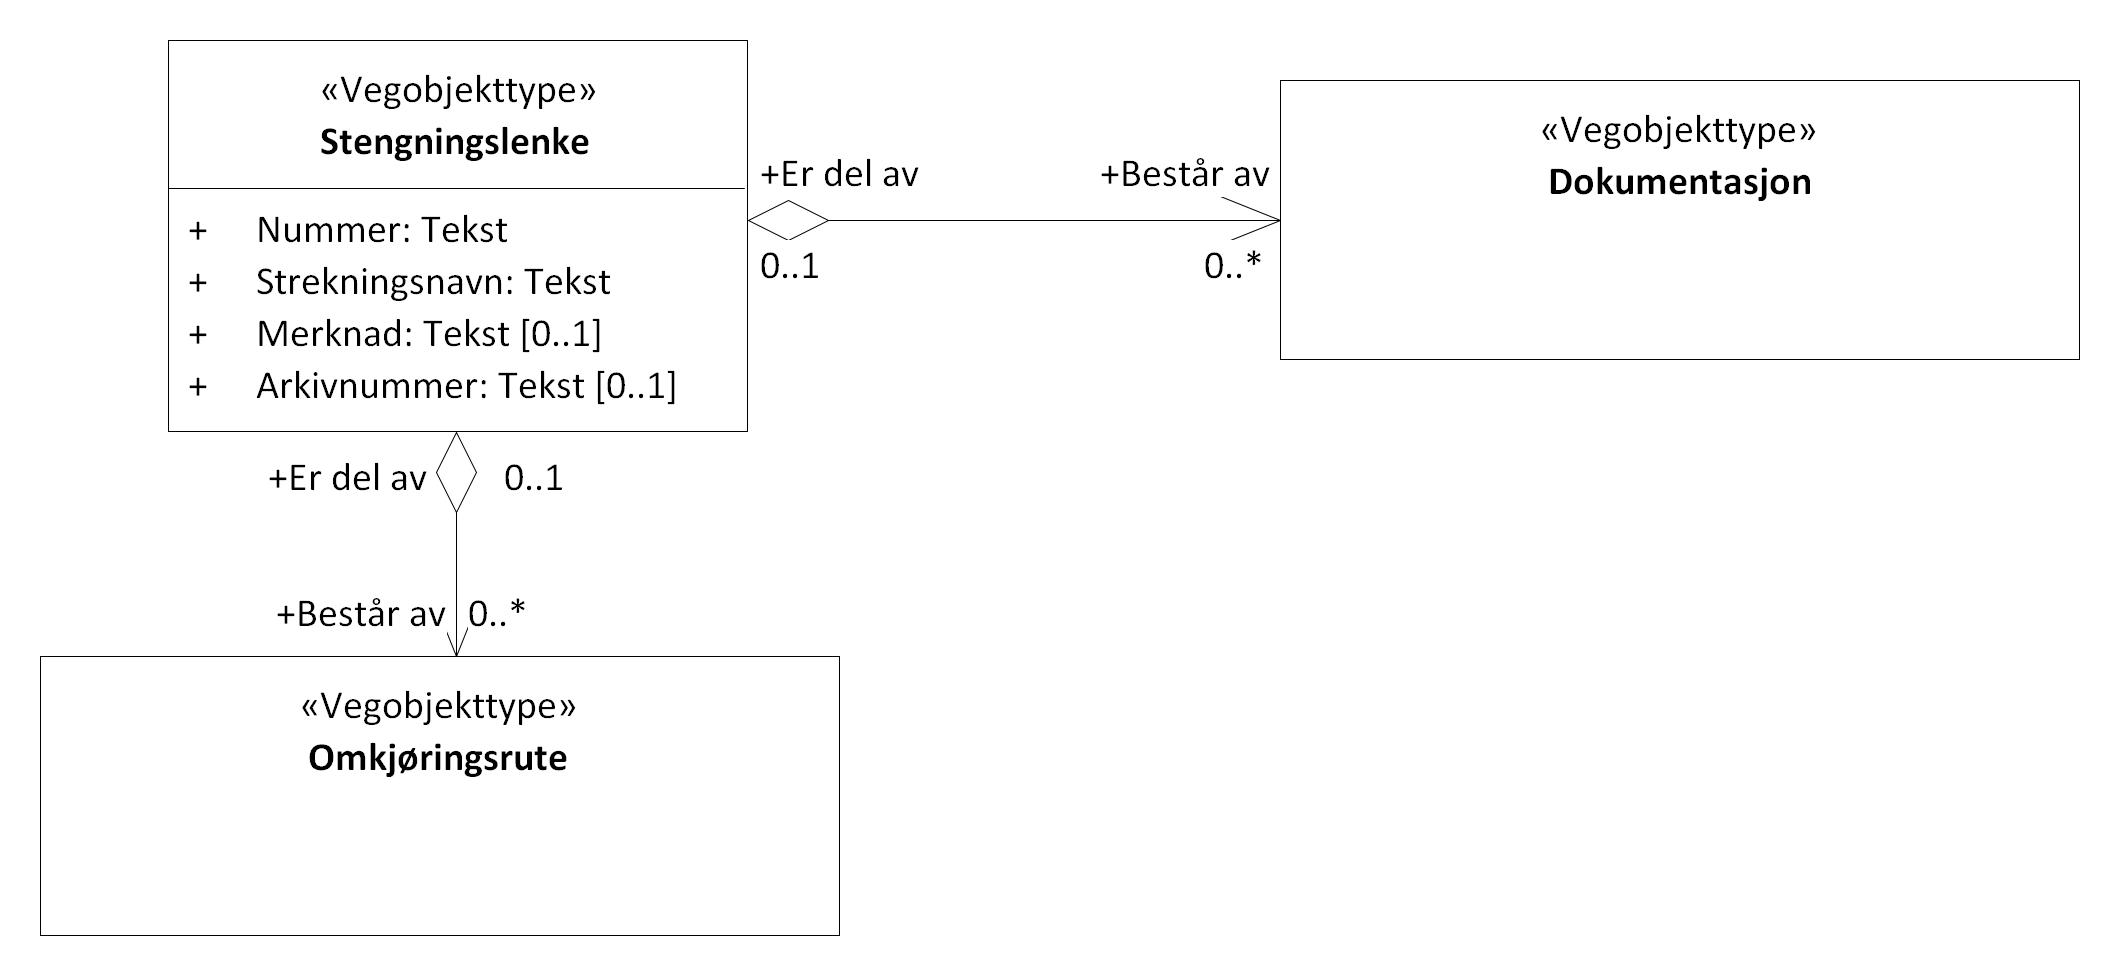 «Vegobjekttype»
Stengningslenke
+ Nummer: Tekst
+ Strekningsnavn: Tekst
+ Merknad: Tekst [0..1]
+ Arkivnummer: Tekst [0..1]
+Er del av
0..1
+Består av
0..*
«Vegobjekttype»
Dokumentasjon
+Er del av
0..1
+Består av
0..*
«Vegobjekttype»
Omkjøringsrute